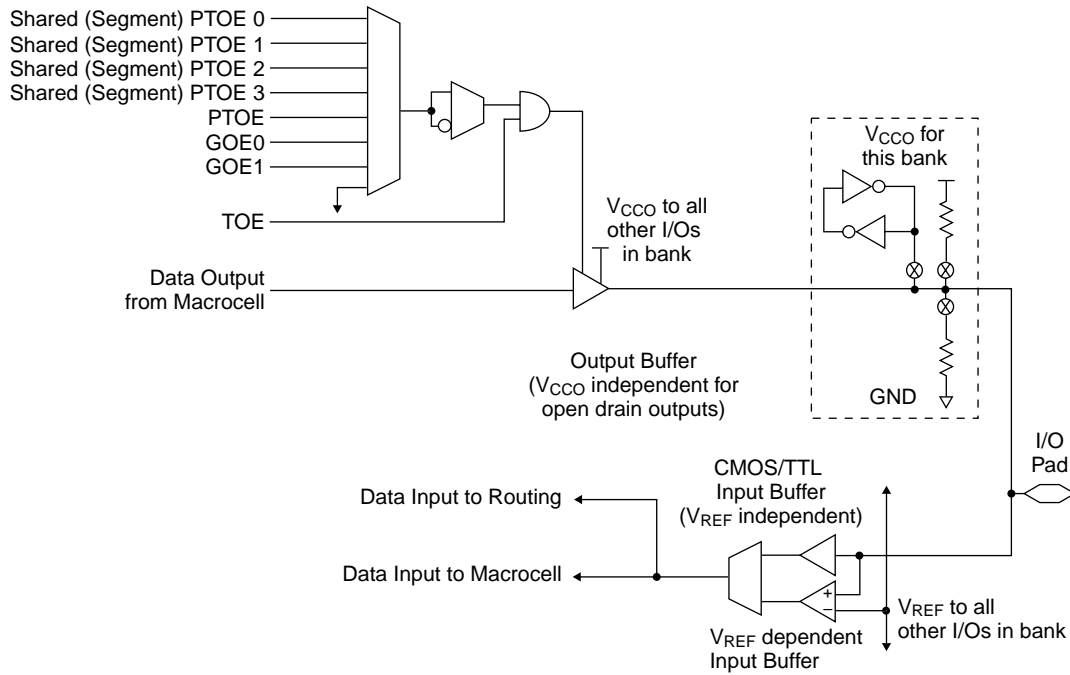 Shared (Segment) PTOE 0
Shared (Segment) PTOE 1
Shared (Segment) PTOE 2
Shared (Segment) PTOE 3
PTOE
GOE0
GOE1
TOE
VCCO to all
other I/Os
in bank
VCCO for
this bank
Data Output
from Macrocell
Output Buffer
(VCCO independent for
open drain outputs)
GND
I/O
Pad
CMOS/TTL
Input Buffer
(VREF independent)
Data Input to Routing
Data Input to Macrocell
+
–
VREF to all
other I/Os in bank
VREF dependent
Input Buffer